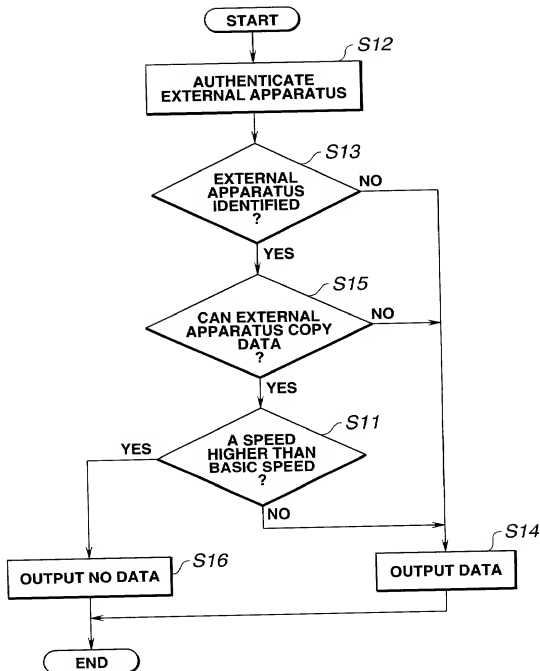 START
S12
AUTHENTICATE
EXTERNAL APPARATUS
S13
EXTERNAL
APPARATUS
IDENTIFIED
?
NO
YES
S15
CAN EXTERNAL
APPARATUS COPY
DATA
?
NO
YES
S11
A SPEED
HIGHER THAN
BASIC SPEED
?
YES
NO
S16
OUTPUT NO DATA
S14
OUTPUT DATA
END